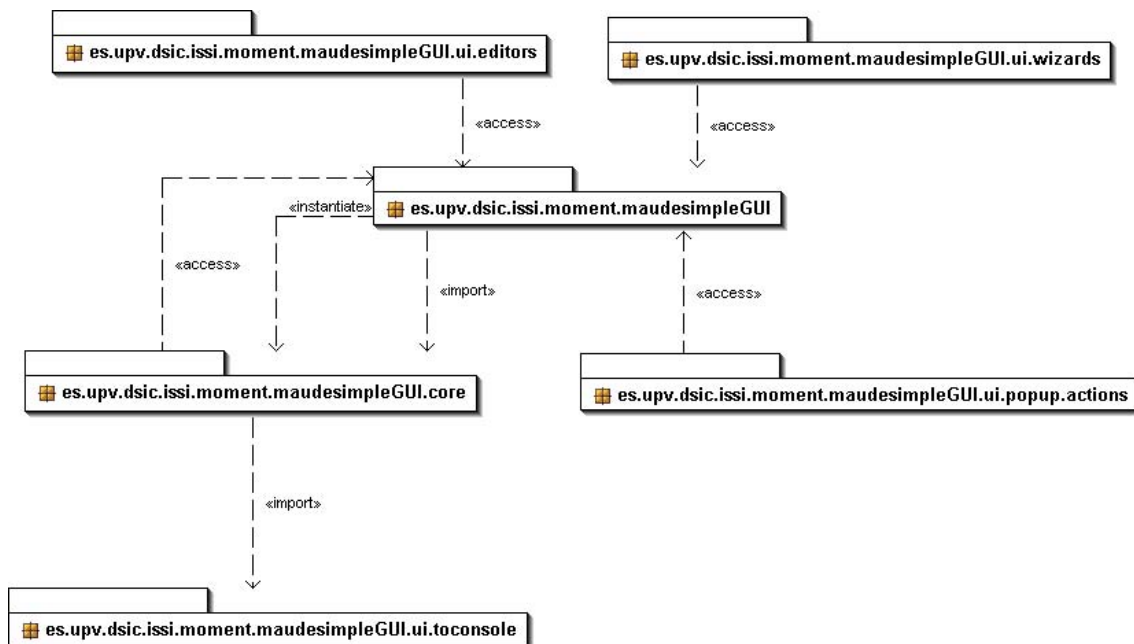 es.upv.dsic.issi.moment.maudesimpleGUI.ui.editors
es.upv.dsic.issi.moment.maudesimpleGUI.ui.wizards
«access»
«access»
«instantiate»
es.upv.dsic.issi.moment.maudesimpleGUI
«access»
«import»
«access»
es.upv.dsic.issi.moment.maudesimpleGUI.core
es.upv.dsic.issi.moment.maudesimpleGUI.ui.popup.actions
«import»
es.upv.dsic.issi.moment.maudesimpleGUI.ui.toconsole